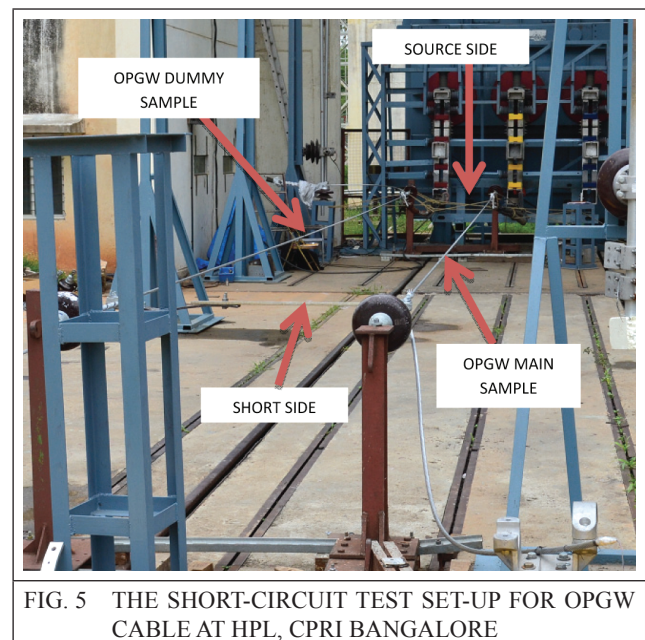 SOURCE SIDE
OPGW DUMMY
SAMPLE
OPGW MAIN
SAMPLE
SHORT SIDE
FIG. 5 THE SHORT-CIRCUIT TEST SET-UP FOR OPGW
CABLE AT HPL, CPRI BANGALORE